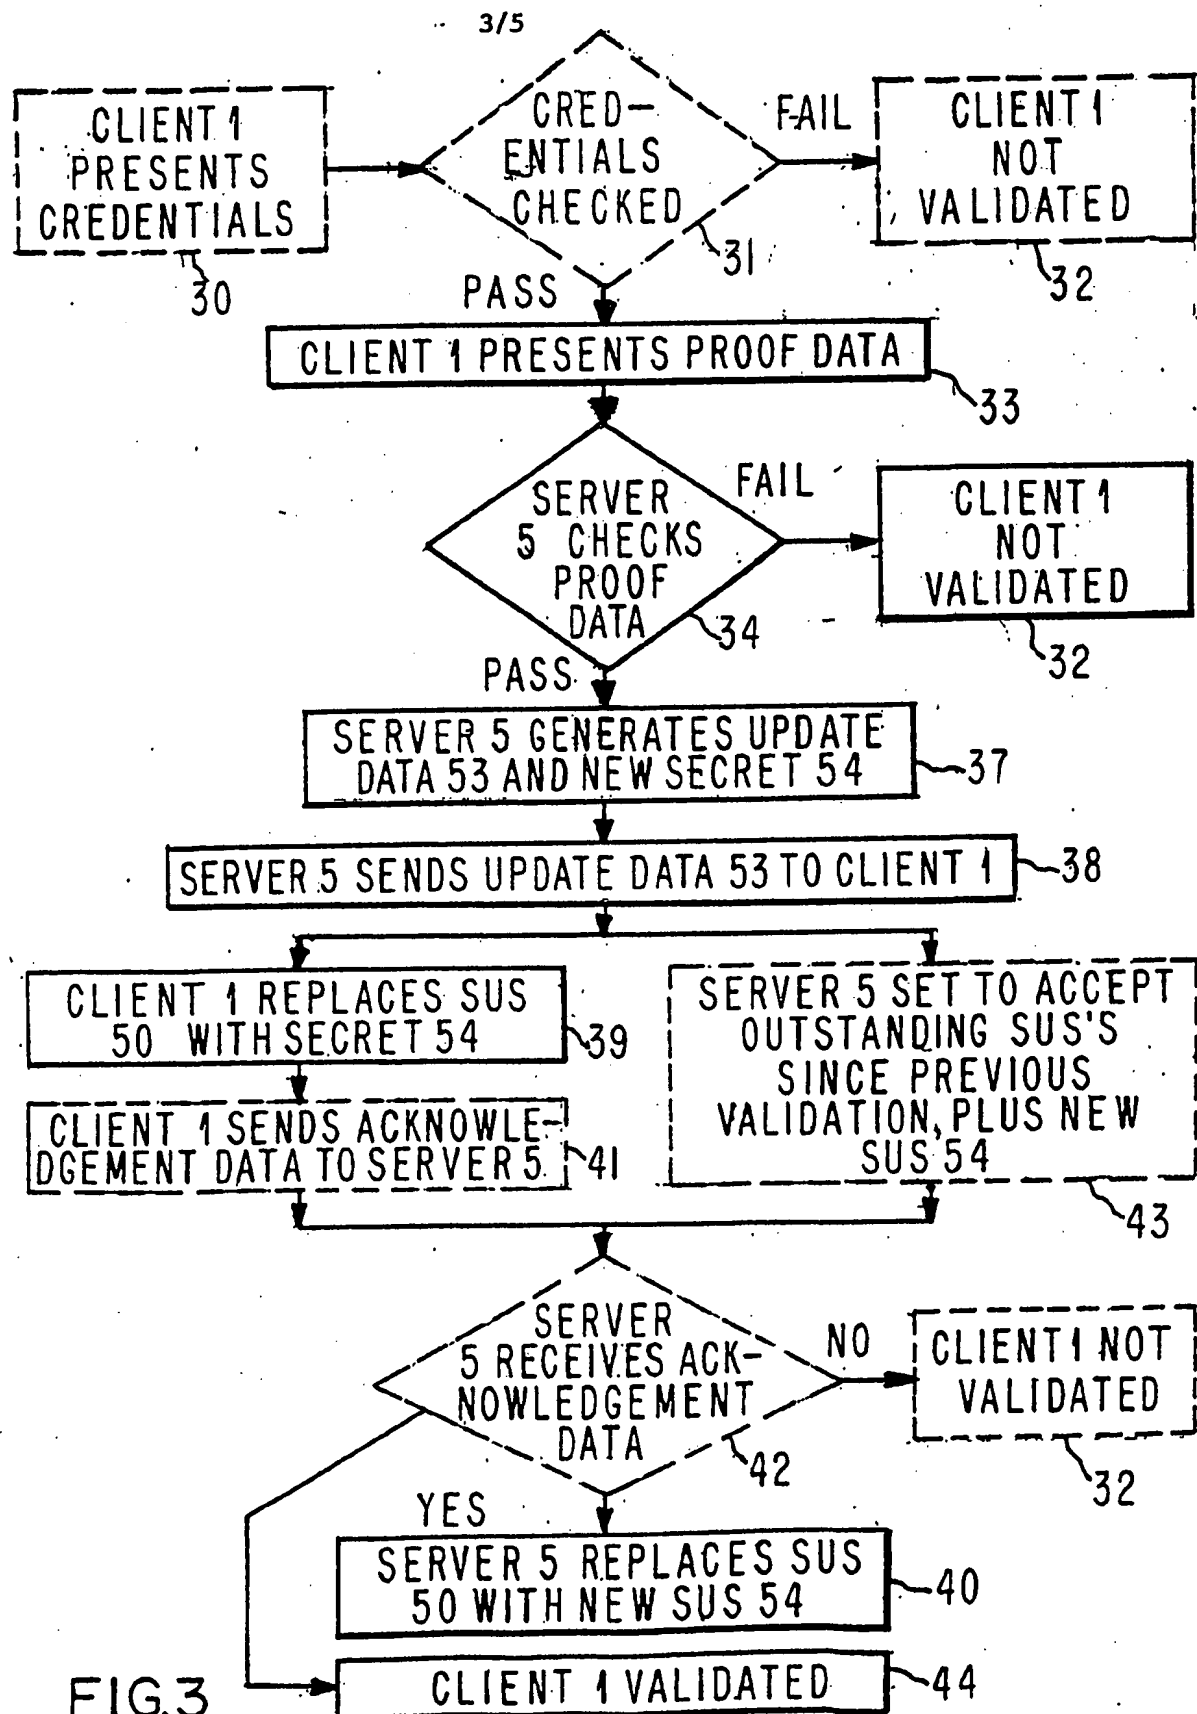 3/5
CLIENT 1
PRESENTS
CREDENTIALS
30
CRED-
ENTIALS
CHECKED
31
FAIL
CLIENT 1
NOT
VALIDATED
32
PASS
CLIENT 1 PRESENTS PROOF DATA
33
SERVER
5 CHECKS
PROOF
DATA
34
FAIL
CLIENT 1
NOT
VALIDATED
32
PASS
SERVER 5 GENERATES UPDATE
DATA 53 AND NEW SECRET 54
37
SERVER 5 SENDS UPDATE DATA 53 TO CLIENT 1
38
CLIENT 1 REPLACES SUS
50 WITH SECRET 54
39
CLIENT 1 SENDS ACKNOWLE-
DGEMENT DATA TO SERVER 5
41
SERVER 5 SET TO ACCEPT
OUTSTANDING SUS'S
SINCE PREVIOUS
VALIDATION, PLUS NEW
SUS 54
43
SERVER
5 RECEIVES ACK-
NOWLEDGEMENT
DATA
42
NO
CLIENT 1 NOT
VALIDATED
32
YES
SERVER 5 REPLACES SUS
50 WITH NEW SUS 54
40
CLIENT 1 VALIDATED
44
FIG.3